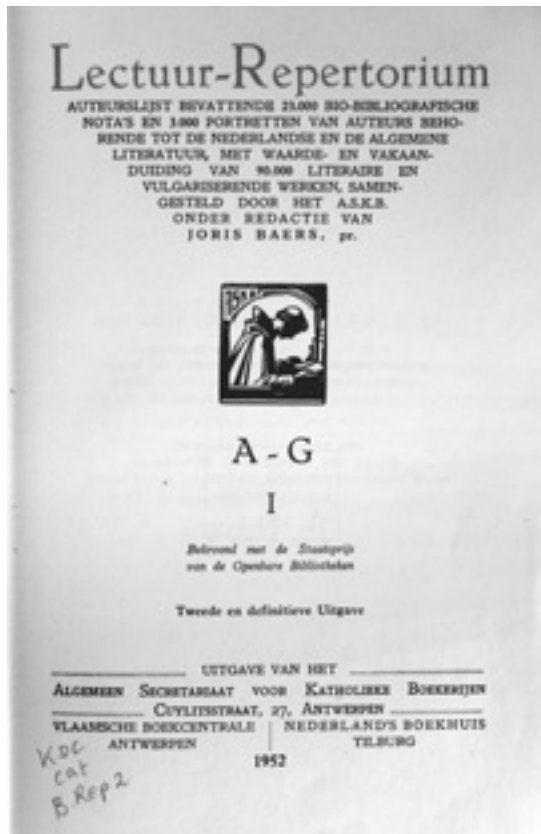 Lectuur-Repertorium
AUTEURSLIJST BEVATTENDE 25.000 BIO-BIBLIOGRAFISCHE
NOTA'S EN 3.000 PORTRETTEN VAN AUTEURS BEHO-
RENDE TOT DE NEDERLANDSE EN DE ALGEMENE
LITERATUUR, MET WAARDE- EN VAKAAN-
DUIDING VAN 90.000 LITERAIRE EN
VULGARISERENDE WERKEN, SAMEN-
GESTELD DOOR HET A.S.K.B.
ONDER REDACTIE VAN
JORIS BAERS, pr.
A - G
I
Bekroond met de Staatsprijs
van de Openbare Bibliotheken
Tweede en definitieve Uitgave
UITGAVE VAN HET
ALGEMEEN SECRETARIAAT VOOR KATHOLIEKE BOEKERIJEN
CUYLITSSTRAAT, 27, ANTWERPEN
VLAAMSCHE BOEKCENTRALE | NEDERLAND'S BOEKHUIS
ANTWERPEN | TILBURG
1952
KDC
cat
B Rep 2